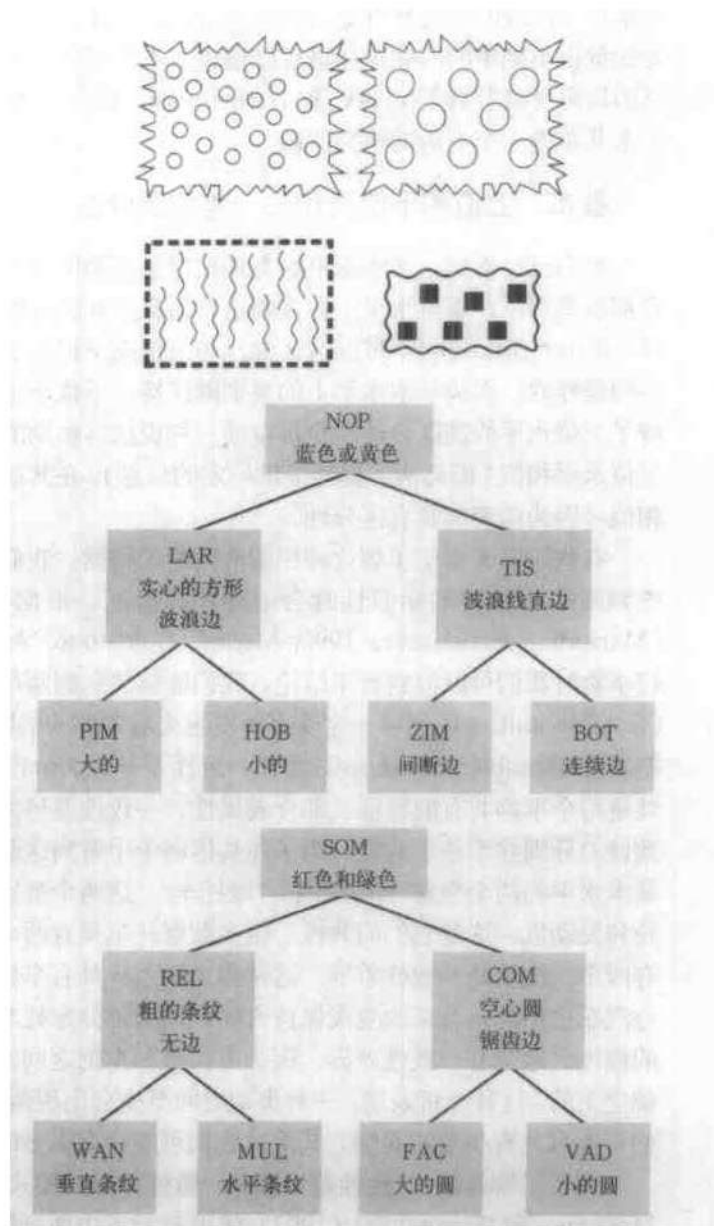 NOP
蓝色或黄色
LAR
实心的方形
波浪边
TIS
波浪线直边
PIM
大的
HOB
小的
ZIM
间断边
BOT
连续边
SOM
红色和绿色
REL
粗的条纹
无边
COM
空心圆
锯齿边
WAN
垂直条纹
MUL
水平条纹
FAC
大的圆
VAD
小的圆